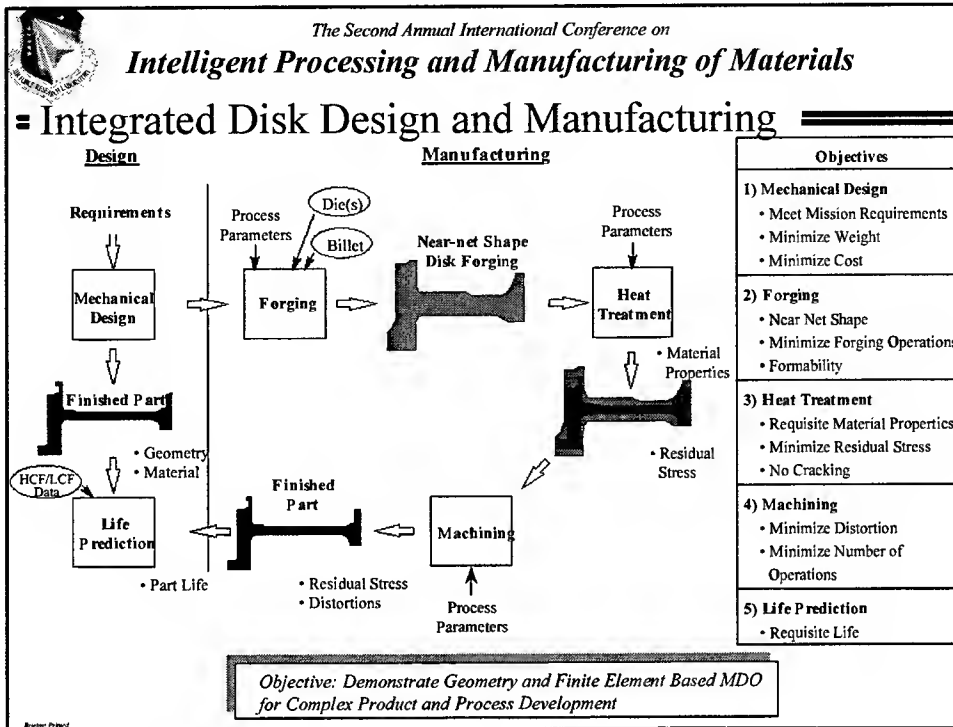 The Second Annual International Conference on
Intelligent Processing and Manufacturing of Materials
Integrated Disk Design and Manufacturing
Design
Manufacturing
Requirements
Mechanical
Design
Finished Part
• Geometry
• Material
HCF/LCF
Data
Life
Prediction
• Part Life
Process
Parameters
Die(s)
Billet
Forging
Near-net Shape
Disk Forging
Process
Parameters
Heat
Treatment
• Material
Properties
• Residual
Stress
Machining
Process
Parameters
Finished
Part
• Residual Stress
• Distortions
Objectives
1) Mechanical Design
• Meet Mission Requirements
• Minimize Weight
• Minimize Cost
2) Forging
• Near Net Shape
• Minimize Forging Operations
• Formability
3) Heat Treatment
• Requisite Material Properties
• Minimize Residual Stress
• No Cracking
4) Machining
• Minimize Distortion
• Minimize Number of
Operations
5) Life Prediction
• Requisite Life
Objective: Demonstrate Geometry and Finite Element Based MDO
for Complex Product and Process Development